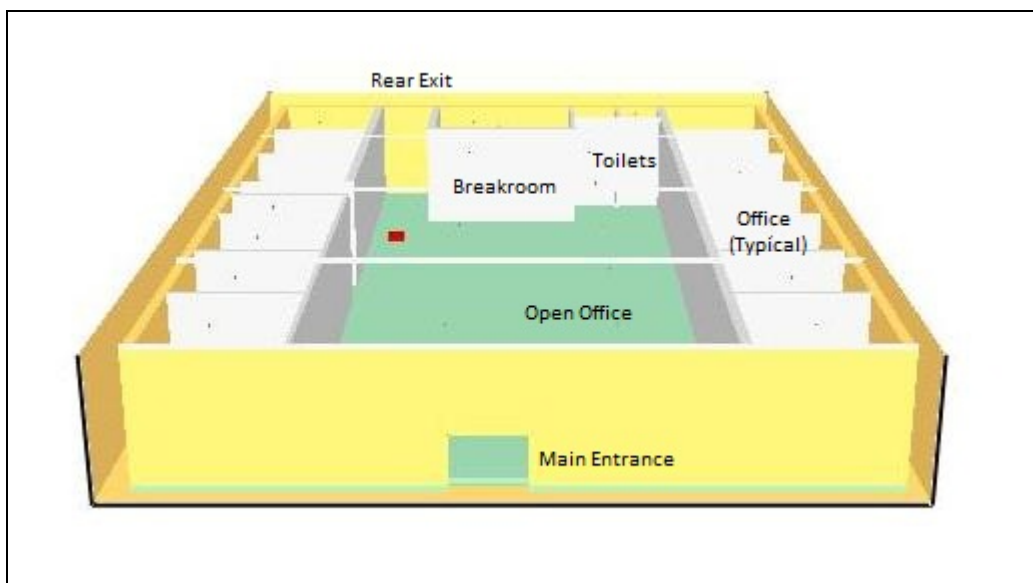 Rear Exit
Toilets
Breakroom
Office
(Typical)
Open Office
Main Entrance